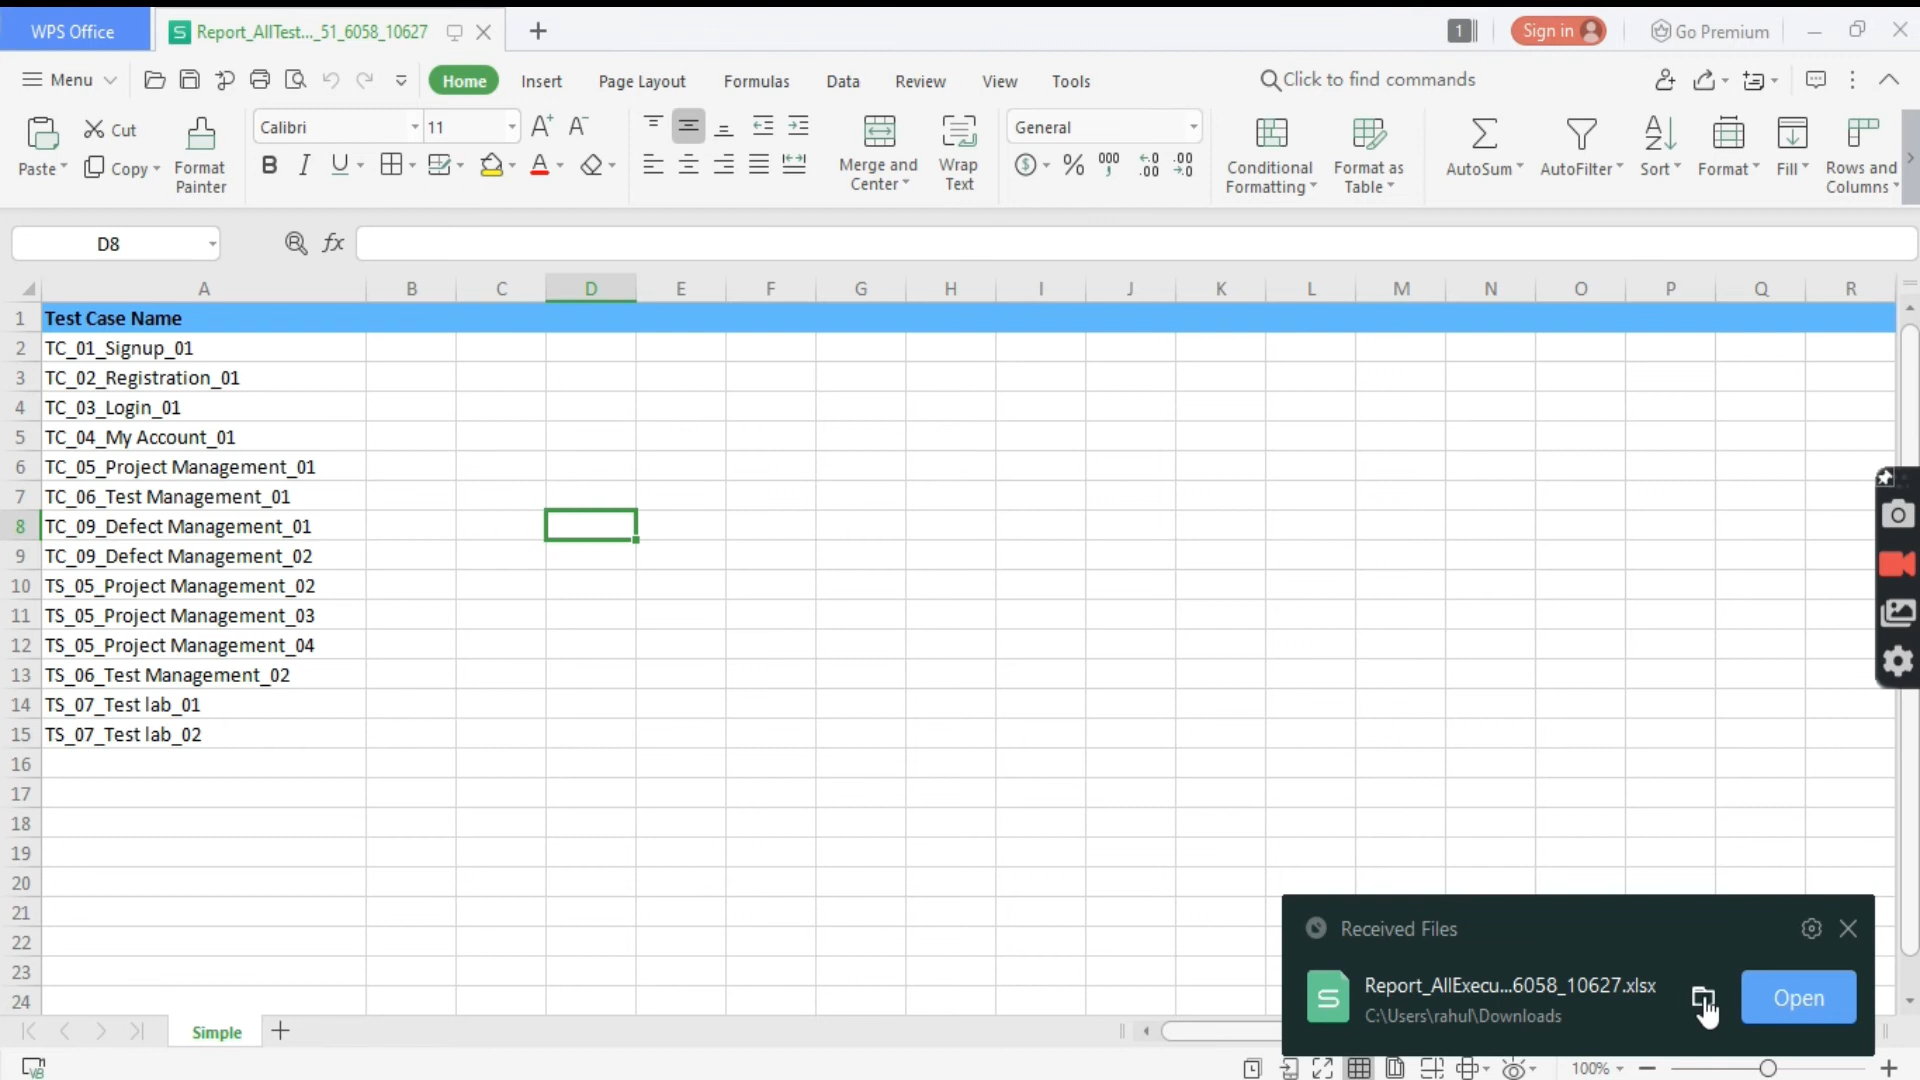 WPS Office
Report_AllTest..._51_6058_10627
1
Sign in
Go Premium
Menu
Home
Insert
Page Layout
Formulas
Data
Review
View
Tools
Click to find commands
Paste
Cut
Copy
Format
Painter
Calibri
11
Merge and
Center
Wrap
Text
General
Conditional
Formatting
Format as
Table
AutoSum
AutoFilter
Sort
Format
Fill
Rows and
Columns
D8
fx
A B C D E F G H I J K L M N O P Q R
1 Test Case Name
2 TC_01_Signup_01
3 TC_02_Registration_01
4 TC_03_Login_01
5 TC_04_My Account_01
6 TC_05_Project Management_01
7 TC_06_Test Management_01
8 TC_09_Defect Management_01
9 TC_09_Defect Management_02
10 TS_05_Project Management_02
11 TS_05_Project Management_03
12 TS_05_Project Management_04
13 TS_06_Test Management_02
14 TS_07_Test lab_01
15 TS_07_Test lab_02
16
17
18
19
20
21
22
23
24
Received Files
Report_AllExecu...6058_10627.xlsx
C:\Users\rahul\Downloads
Open
Simple
100%